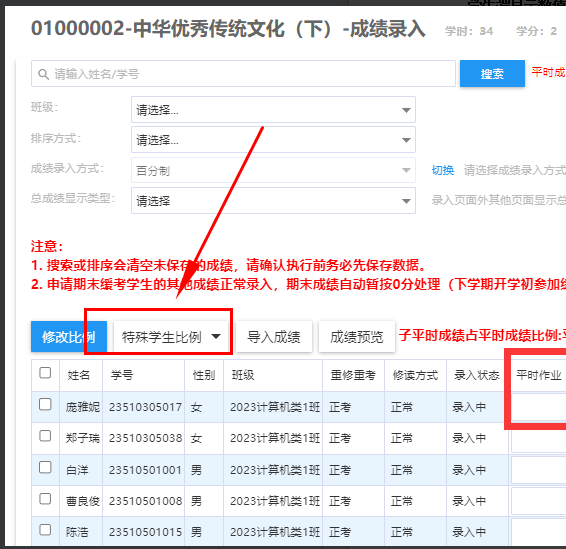 01000002-中华优秀传统文化（下）-成绩录入 学时：34 学分：2
请输入姓名/学号 搜索 平时成
班级： 请选择...
排序方式： 请选择...
成绩录入方式： 百分制 切换 请选择成绩录入方式
总成绩显示类型： 请选择 录入页面外其他页面显示总
注意：
1. 搜索或排序会清空未保存的成绩，请确认执行前务必先保存数据。
2. 申请期末缓考学生的其他成绩正常录入，期末成绩自动暂按0分处理（下学期开学初参加
修改比例 特殊学生比例 导入成绩 成绩预览 子平时成绩占平时成绩比例:
姓名 学号 性别 班级 重修重考 修读方式 录入状态 平时作业
庞雅妮 23510305017 女 2023计算机类1班 正考 正常 录入中
郑子瑞 23510305038 女 2023计算机类1班 正考 正常 录入中
白洋 23510501001 男 2023计算机类1班 正考 正常 录入中
曹良俊 23510501008 男 2023计算机类1班 正考 正常 录入中
陈浩 23510501015 男 2023计算机类1班 正考 正常 录入中